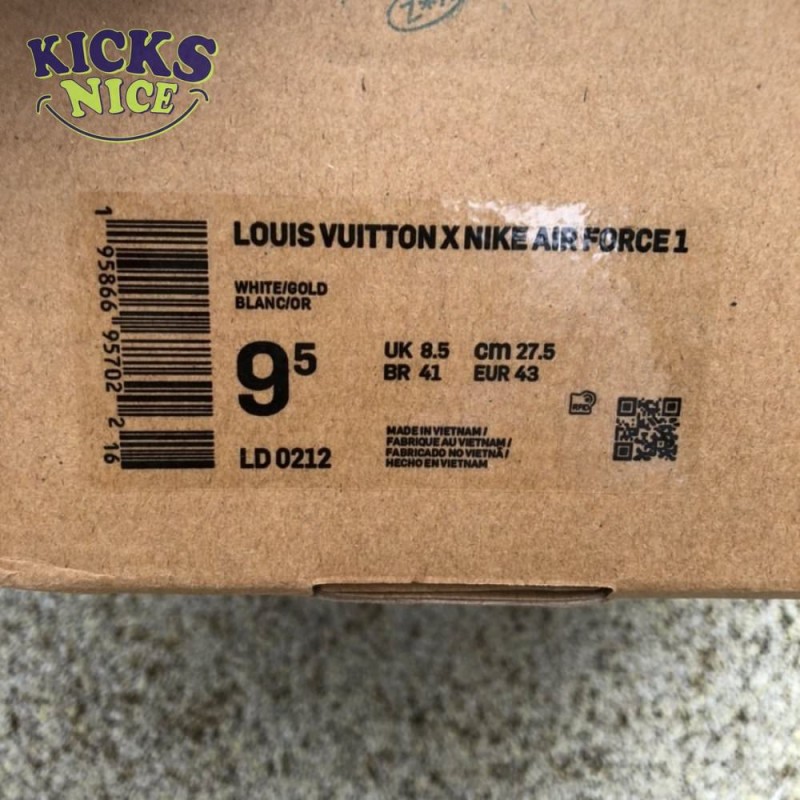 KICKS
NICE
LOUIS VUITTON X NIKE AIR FORCE 1
WHITE/GOLD
BLANC/OR
9⁵
UK 8.5 cm 27.5
BR 41 EUR 43
LD 0212
MADE IN VIETNAM /
FABRIQUE AU VIETNAM /
FABRICADO NO VIETNÃ /
HECHO EN VIETNAM
RFID
1 95866 95702 2 16